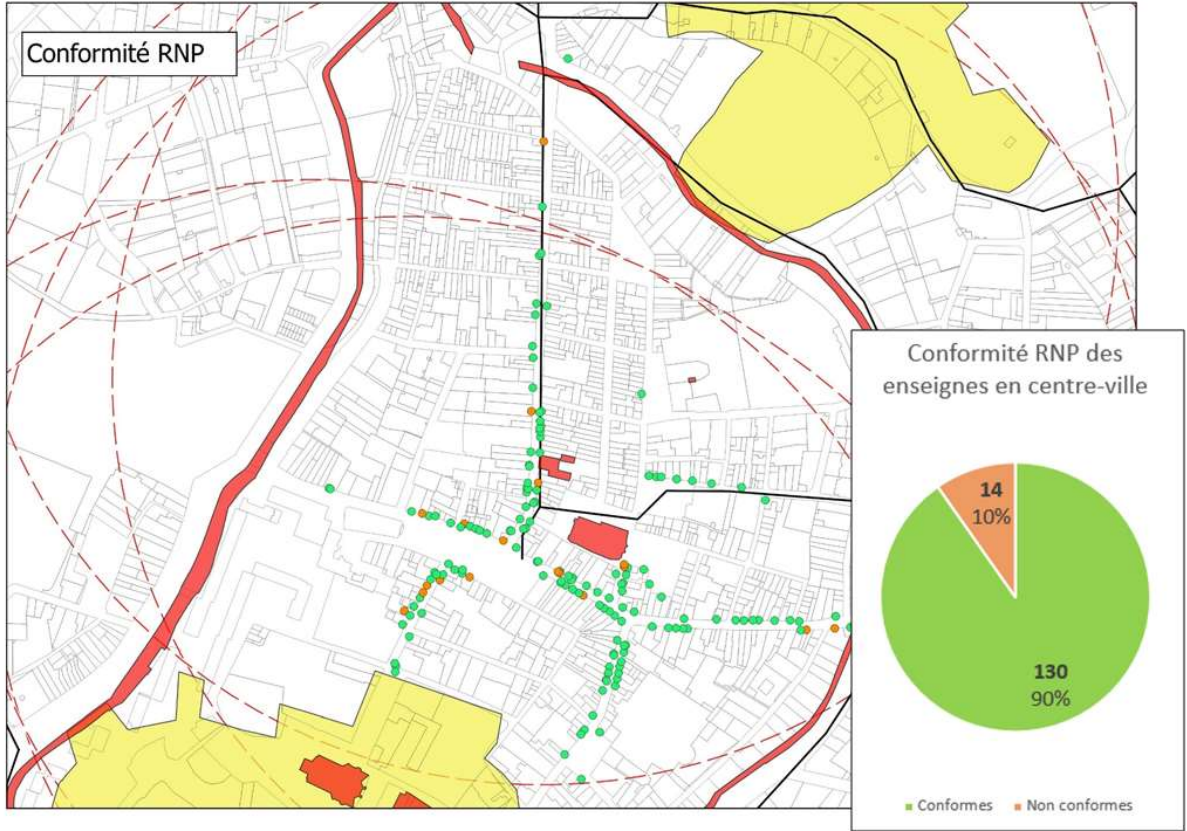 Conformité RNP
Conformité RNP des
enseignes en centre-ville
14
10%
130
90%
Conformes
Non conformes